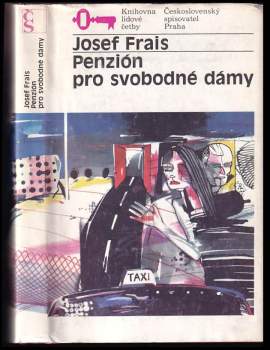 Knihovna
lidové
četby
Československý
spisovatel
Praha
Josef Frais
Penzión
pro svobodné dámy
TAXI
Josef Frais
Penzión
pro svobodné dámy